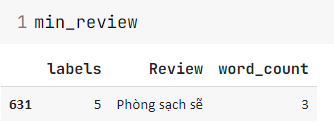 1 min_review
labels Review word_count
631 5 Phòng sạch sẽ 3